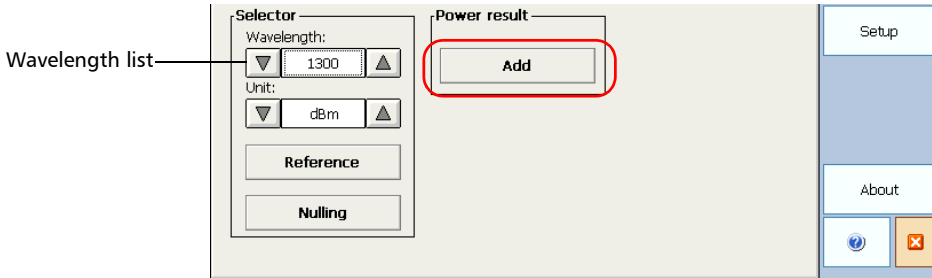 Selector
Wavelength:
Wavelength list
1300
Unit:
dBm
Reference
Nulling
Power result
Add
Setup
About
?